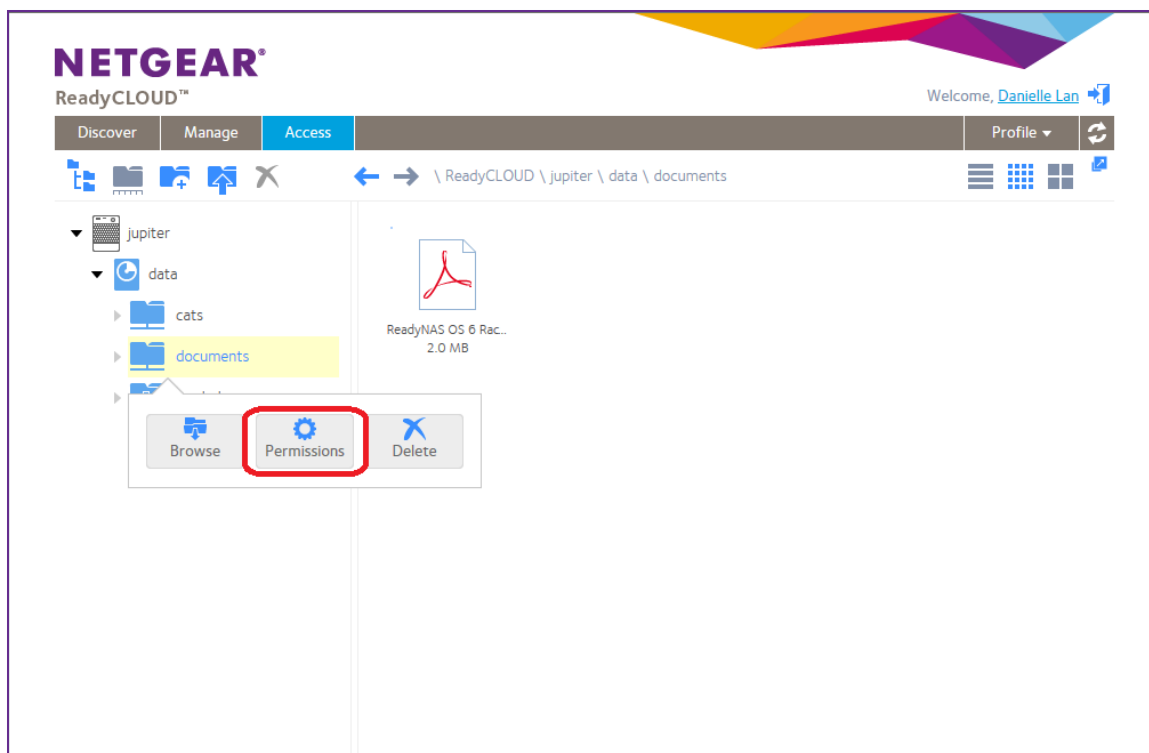 NETGEAR®
ReadyCLOUD™
Welcome, Danielle Lan
Discover Manage Access Profile
\ ReadyCLOUD \ jupiter \ data \ documents
jupiter
data
cats
documents
Browse Permissions Delete
ReadyNAS OS 6 Rac...
2.0 MB